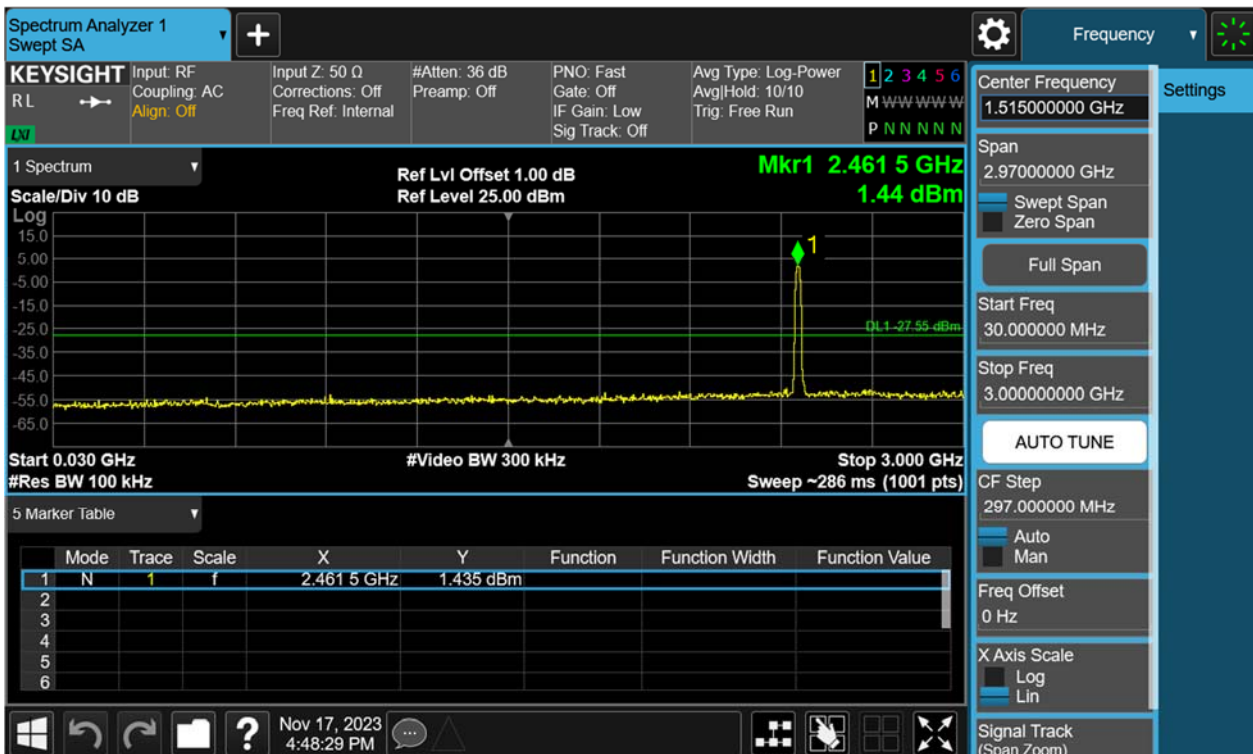 Spectrum Analyzer 1
Swept SA
+
Frequency
KEYSIGHT
R L
LXI
Input: RF
Coupling: AC
Align: Off
Input Z: 50 Ω
Corrections: Off
Freq Ref: Internal
#Atten: 36 dB
Preamp: Off
PNO: Fast
Gate: Off
IF Gain: Low
Sig Track: Off
Avg Type: Log-Power
Avg|Hold: 10/10
Trig: Free Run
1 2 3 4 5 6
M W W W W W
P N N N N N
1 Spectrum
Scale/Div 10 dB
Ref Lvl Offset 1.00 dB
Ref Level 25.00 dBm
Mkr1 2.461 5 GHz
1.44 dBm
Log
15.0
5.00
-5.00
-15.0
-25.0
-35.0
-45.0
-55.0
-65.0
1
DL1 -27.55 dBm
Start 0.030 GHz
#Video BW 300 kHz
Stop 3.000 GHz
#Res BW 100 kHz
Sweep ~286 ms (1001 pts)
5 Marker Table
Mode Trace Scale X Y Function Function Width Function Value
1 N 1 f 2.461 5 GHz 1.435 dBm
2
3
4
5
6
Nov 17, 2023
4:48:29 PM
?
Center Frequency
1.515000000 GHz
Settings
Span
2.97000000 GHz
Swept Span
Zero Span
Full Span
Start Freq
30.000000 MHz
Stop Freq
3.000000000 GHz
AUTO TUNE
CF Step
297.000000 MHz
Auto
Man
Freq Offset
0 Hz
X Axis Scale
Log
Lin
Signal Track
(Span Zoom)